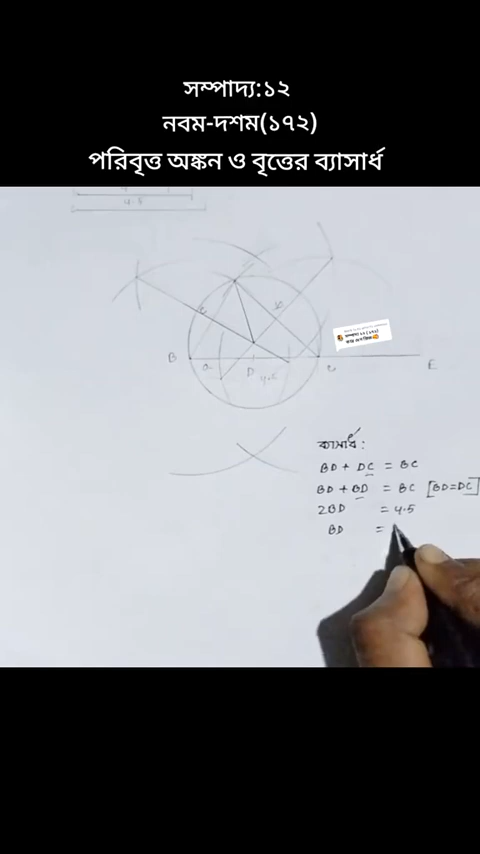 সম্পাদ্য:১২
নবম-দশম(১৭২)
পরিবৃত্ত অঙ্কন ও বৃত্তের ব্যাসার্ধ
4.5
B
a
D
4.5
c
E
ব্যাসার্ধ :
BD + DC = BC
BD + BD = BC [BD=DC]
2BD = 4.5
BD =